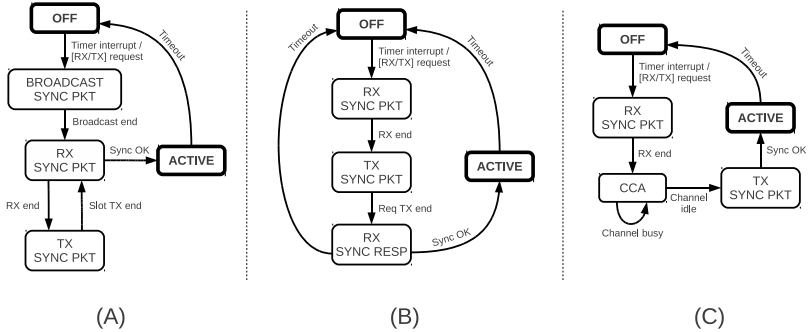 OFF
Timer interrupt /
[RX/TX] request
Timeout
BROADCAST
SYNC PKT
Broadcast end
RX
SYNC PKT
Sync OK
ACTIVE
RX end
Slot TX end
TX
SYNC PKT
(A)
OFF
Timeout
Timer interrupt /
[RX/TX] request
Timeout
RX
SYNC PKT
RX end
TX
SYNC PKT
ACTIVE
Req TX end
RX
SYNC RESP
Sync OK
(B)
OFF
Timer interrupt /
[RX/TX] request
Timeout
RX
SYNC PKT
ACTIVE
RX end
Sync OK
CCA
Channel
idle
TX
SYNC PKT
Channel busy
(C)